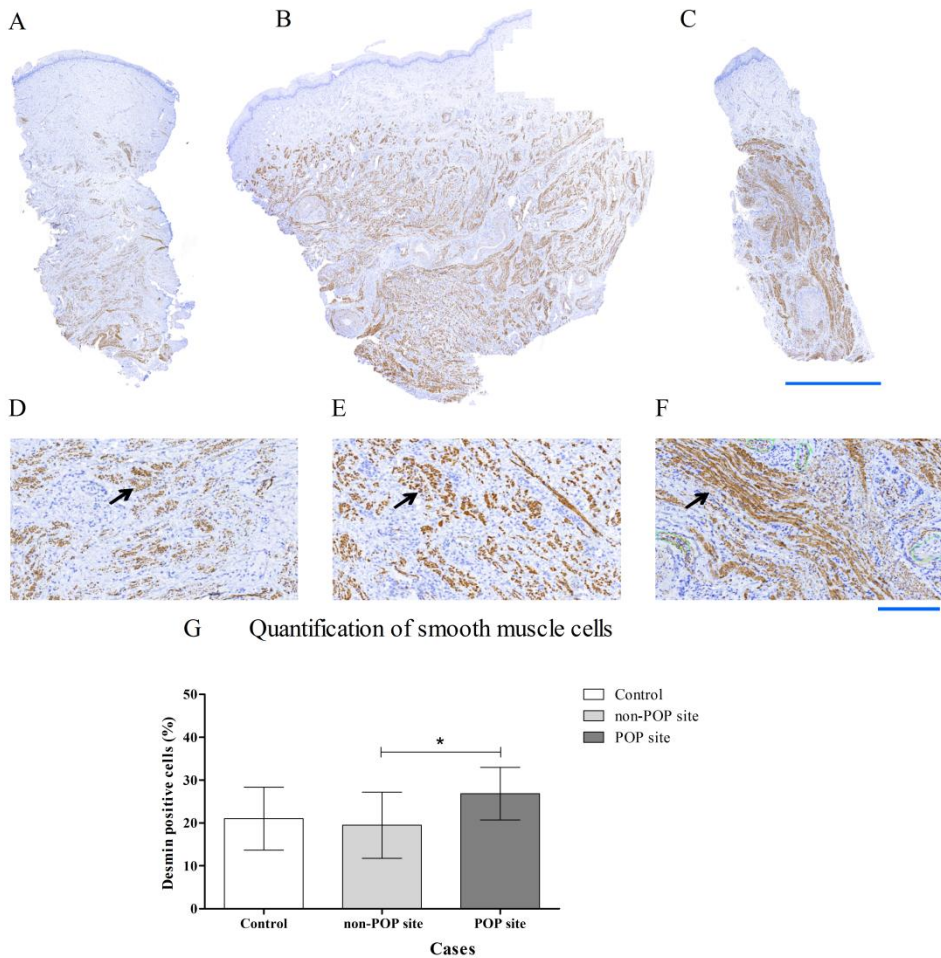 A
B
C
D
E
F
G Quantification of smooth muscle cells
50
40
30
20
10
0
Desmin positive cells (%)
*
Control
non-POP site
POP site
Control
non-POP site
POP site
Cases